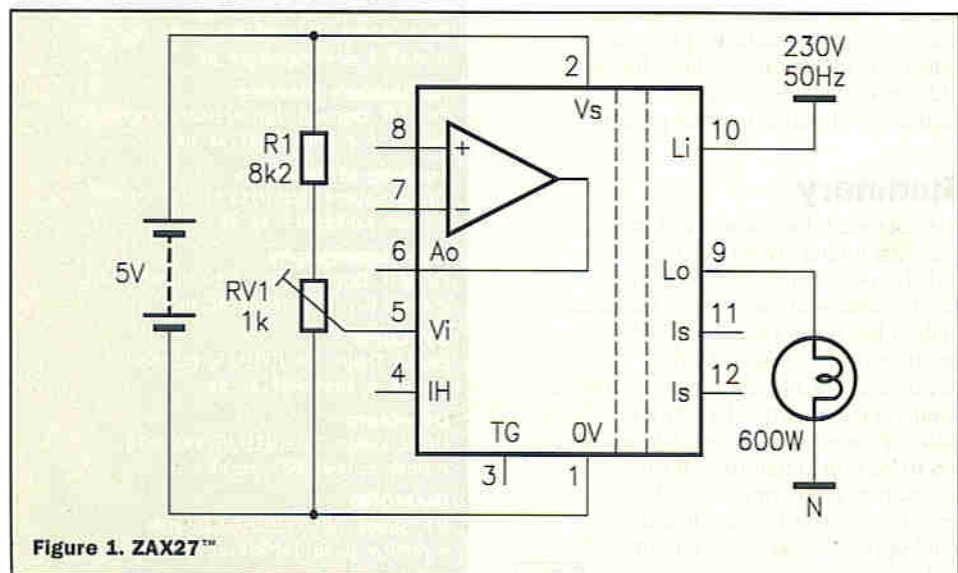 230V
50Hz
2
Vs
8
+
Li
10
R1
8k2
7
−
6
Ao
Lo
9
5V
RV1
1k
5
Vi
Is
11
4
IH
Is
12
TG
0V
600W
3
1
N
Figure 1. ZAX27™